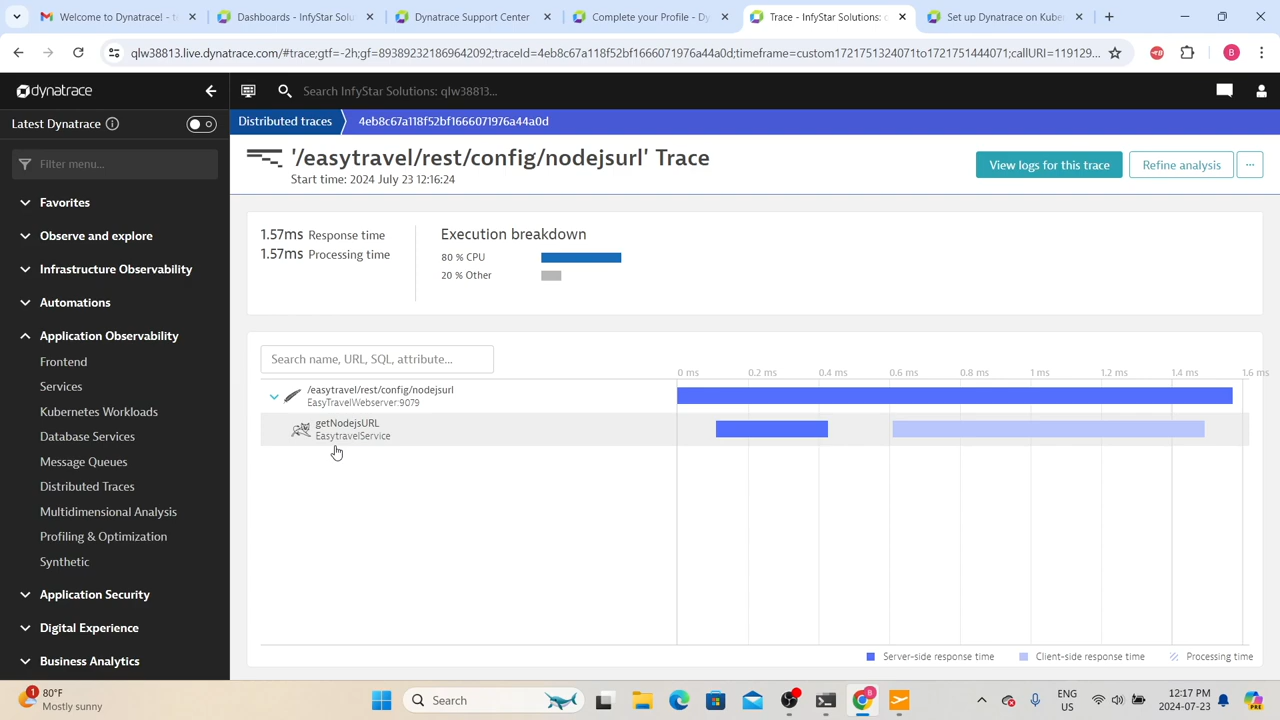 Welcome to Dynatrace! - t
Dashboards - InfyStar Solu
Dynatrace Support Center
Complete your Profile - Dy
Trace - InfyStar Solutions: c
Set up Dynatrace on Kube
qlw38813.live.dynatrace.com/#trace;gtf=-2h;gf=893892321869642092;traceId=4eb8c67a118f52bf1666071976a44a0d;timeframe=custom1721751324071to1721751444071;callURI=119129...
B
dynatrace
Search InfyStar Solutions: qlw38813...
Latest Dynatrace
Distributed traces
4eb8c67a118f52bf1666071976a44a0d
Filter menu...
'/easytravel/rest/config/nodejsurl' Trace
Start time: 2024 July 23 12:16:24
View logs for this trace
Refine analysis
...
Favorites
Observe and explore
Infrastructure Observability
Automations
Application Observability
Frontend
Services
Kubernetes Workloads
Database Services
Message Queues
Distributed Traces
Multidimensional Analysis
Profiling & Optimization
Synthetic
Application Security
Digital Experience
Business Analytics
1.57ms Response time
1.57ms Processing time
Execution breakdown
80 % CPU
20 % Other
Search name, URL, SQL, attribute...
0 ms 0.2 ms 0.4 ms 0.6 ms 0.8 ms 1 ms 1.2 ms 1.4 ms 1.6 ms
/easytravel/rest/config/nodejsurl
EasyTravelWebserver:9079
getNodejsURL
EasytravelService
Server-side response time
Client-side response time
Processing time
1
80°F
Mostly sunny
Search
B
ENG
US
12:17 PM
2024-07-23
PRE